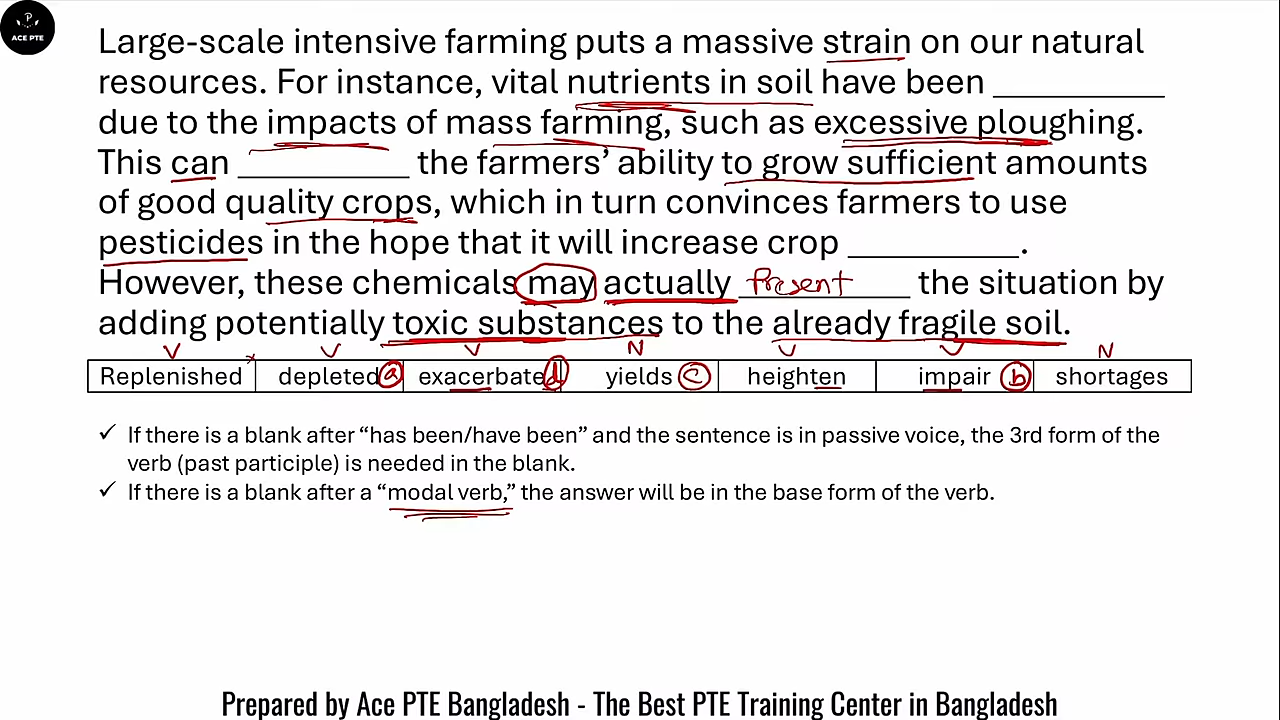 P
ACE PTE
Large-scale intensive farming puts a massive strain on our natural
resources. For instance, vital nutrients in soil have been __________
due to the impacts of mass farming, such as excessive ploughing.
This can __________ the farmers’ ability to grow sufficient amounts
of good quality crops, which in turn convinces farmers to use
pesticides in the hope that it will increase crop __________.
However, these chemicals may actually Present the situation by
adding potentially toxic substances to the already fragile soil.
V V V N V V N
Replenished depleted a exacerbate d yields c heighten impair b shortages
✓ If there is a blank after “has been/have been” and the sentence is in passive voice, the 3rd form of the
verb (past participle) is needed in the blank.
✓ If there is a blank after a “modal verb,” the answer will be in the base form of the verb.
Prepared by Ace PTE Bangladesh - The Best PTE Training Center in Bangladesh